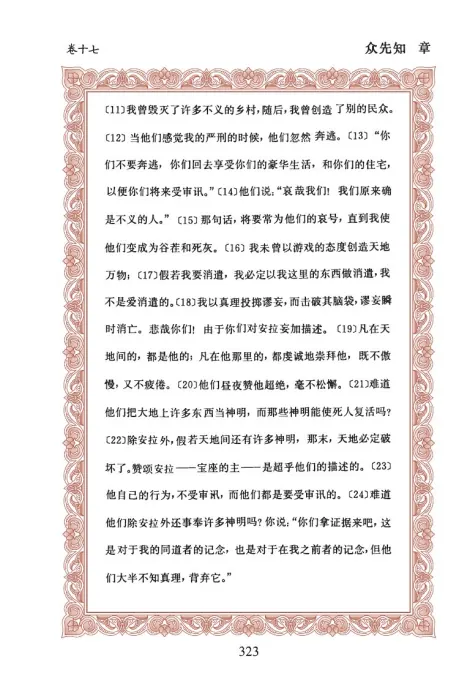 卷十七
众先知 章
〔11〕我曾毁灭了许多不义的乡村，随后，我曾创造了别的民众。
〔12〕当他们感觉我的严刑的时候，他们忽然奔逃。〔13〕“你
们不要奔逃，你们回去享受你们的豪华生活，和你们的住宅，
以便你们将来受审讯。”〔14〕他们说：“哀哉我们！我们原来确
是不义的人。”〔15〕那句话，将要常为他们的哀号，直到我使
他们变成为谷茬和死灰。〔16〕我未曾以游戏的态度创造天地
万物；〔17〕假若我要消遣，我必定以我这里的东西做消遣，我
不是爱消遣的。〔18〕我以真理投掷谬妄，而击破其脑袋，谬妄瞬
时消亡。悲哉你们！由于你们对安拉妄加描述。〔19〕凡在天
地间的，都是他的；凡在他那里的，都虔诚地崇拜他，既不傲
慢，又不疲倦。〔20〕他们昼夜赞他超绝，毫不松懈。〔21〕难道
他们把大地上许多东西当神明，而那些神明能使死人复活吗？
〔22〕除安拉外，假若天地间还有许多神明，那末，天地必定破
坏了。赞颂安拉——宝座的主——是超乎他们的描述的。〔23〕
他自己的行为，不受审讯，而他们都是要受审讯的。〔24〕难道
他们除安拉外还事奉许多神明吗？你说：“你们拿证据来吧，这
是对于我的同道者的记念，也是对于在我之前者的记念，但他
们大半不知真理，背弃它。”
323